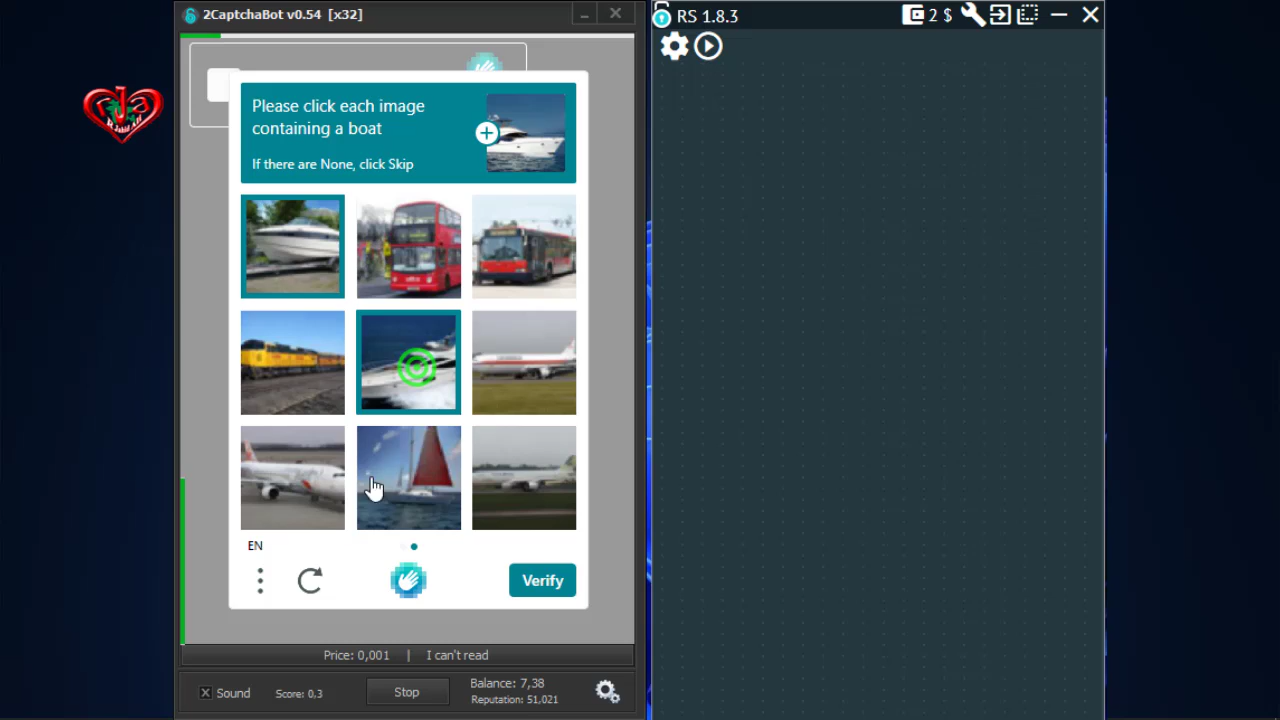 2CaptchaBot v0.54 [x32]
RS 1.8.3
2 $
Please click each image
containing a boat
If there are None, click Skip
EN
Verify
Price: 0,001 | I can't read
Sound
Score: 0,3
Stop
Balance: 7,38
Reputation: 51,021